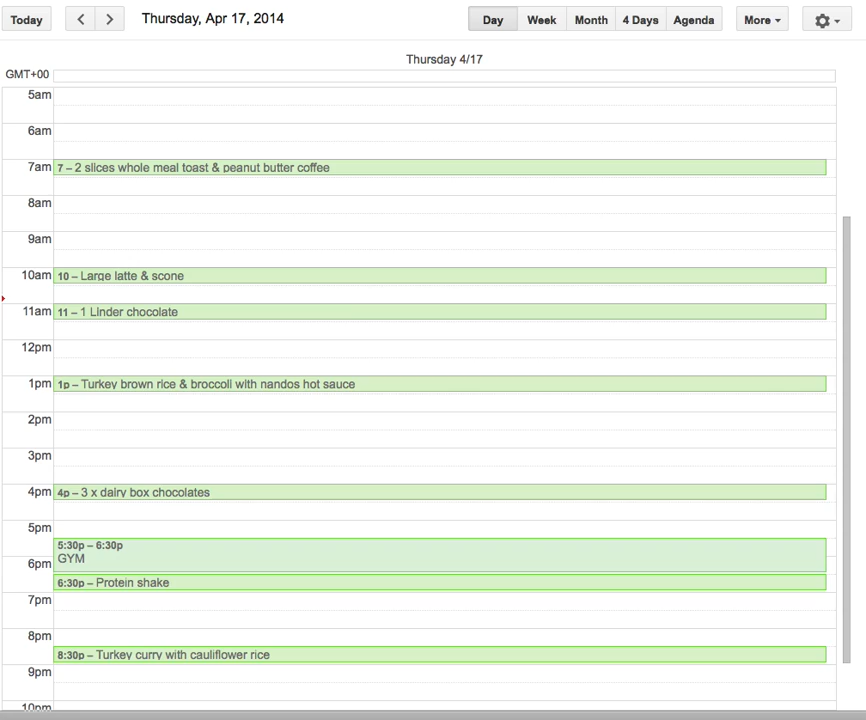 Today
Thursday, Apr 17, 2014
Day Week Month 4 Days Agenda More
Thursday 4/17
GMT+00
5am
6am
7am 7 – 2 slices whole meal toast & peanut butter coffee
8am
9am
10am 10 – Large latte & scone
11am 11 – 1 Linder chocolate
12pm
1pm 1p – Turkey brown rice & broccoli with nandos hot sauce
2pm
3pm
4pm 4p – 3 x dairy box chocolates
5pm
5:30p – 6:30p
GYM
6pm
6:30p – Protein shake
7pm
8pm
8:30p – Turkey curry with cauliflower rice
9pm
10pm